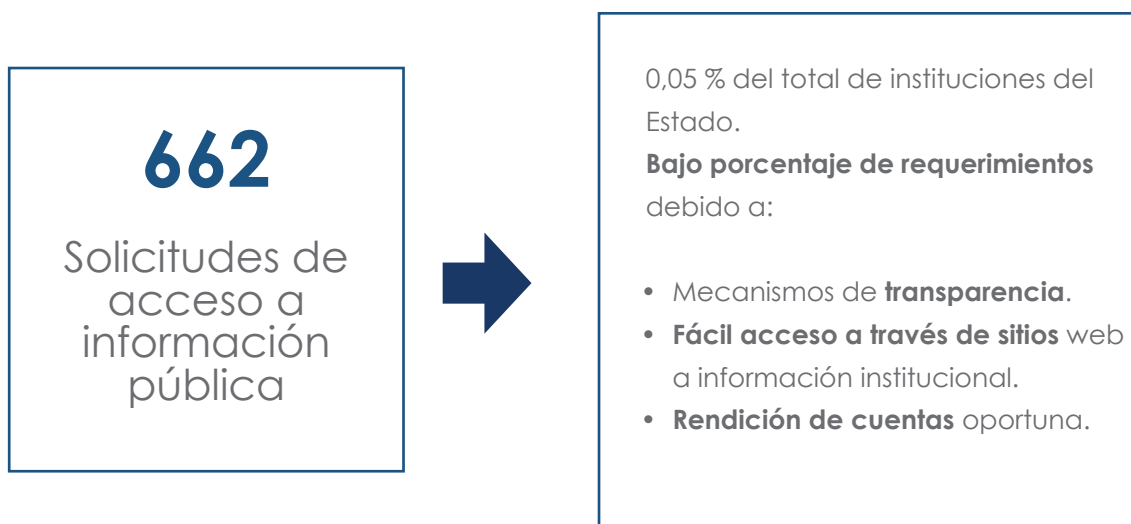 662
Solicitudes de
acceso a
información
pública
0,05 % del total de instituciones del
Estado.
Bajo porcentaje de requerimientos
debido a:
• Mecanismos de transparencia.
• Fácil acceso a través de sitios web
a información institucional.
• Rendición de cuentas oportuna.